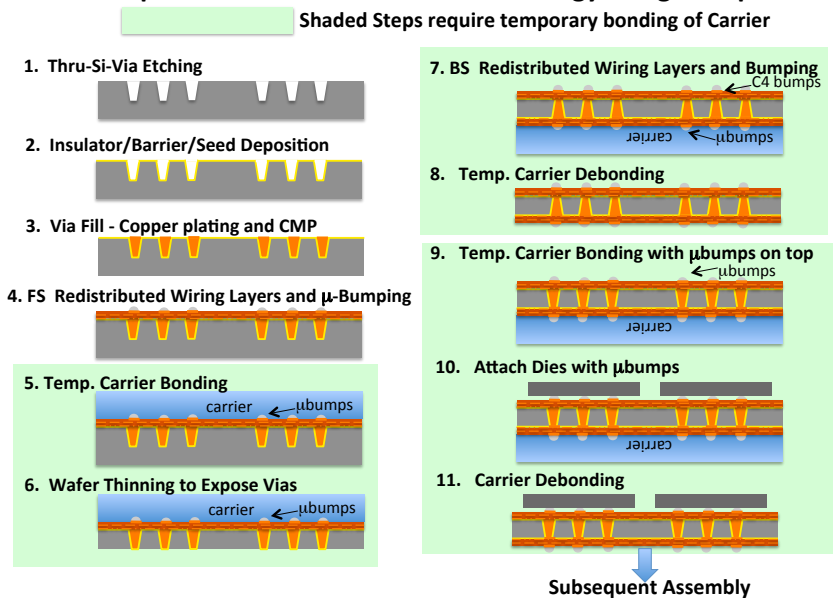 Shaded Steps require temporary bonding of Carrier
1. Thru-Si-Via Etching
2. Insulator/Barrier/Seed Deposition
3. Via Fill - Copper plating and CMP
4. FS Redistributed Wiring Layers and μ-Bumping
5. Temp. Carrier Bonding
carrier
μbumps
6. Wafer Thinning to Expose Vias
carrier
μbumps
7. BS Redistributed Wiring Layers and Bumping
C4 bumps
carrier
μbumps
8. Temp. Carrier Debonding
9. Temp. Carrier Bonding with μbumps on top
μbumps
carrier
10. Attach Dies with μbumps
carrier
11. Carrier Debonding
Subsequent Assembly